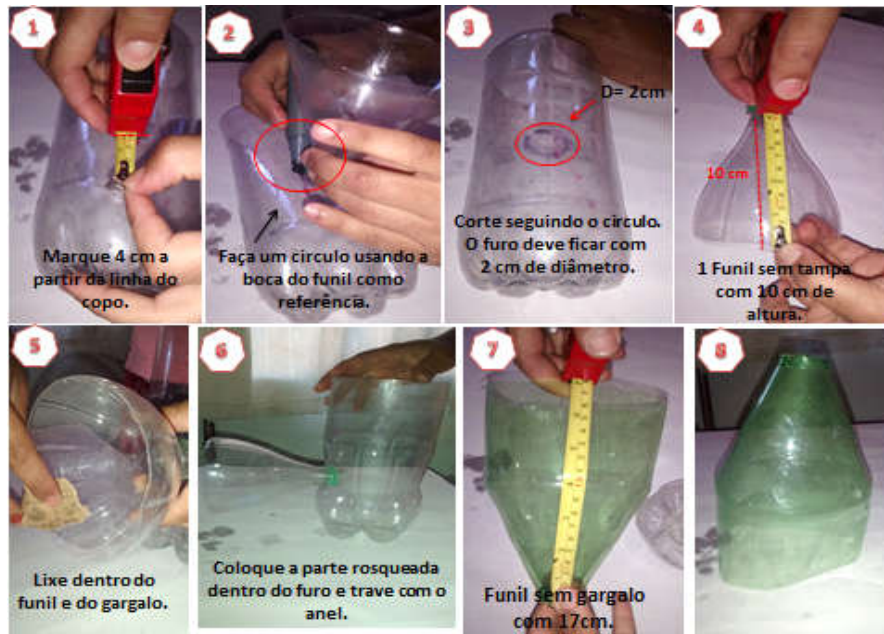 1
Marque 4 cm a
partir da linha do
copo.
2
Faça um circulo usando a
boca do funil como
referência.
3
D= 2cm
Corte seguindo o circulo.
O furo deve ficar com
2 cm de diâmetro.
4
10 cm
1 Funil sem tampa
com 10 cm de
altura.
5
Lixe dentro do
funil e do gargalo.
6
Coloque a parte rosqueada
dentro do furo e trave com o
anel.
7
Funil sem gargalo
com 17cm.
8